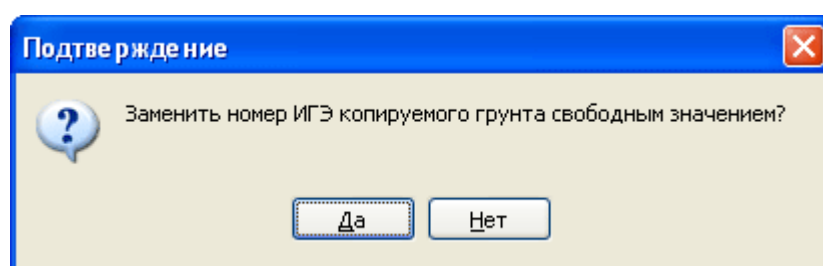 Подтверждение
Заменить номер ИГЭ копируемого грунта свободным значением?
Да
Нет